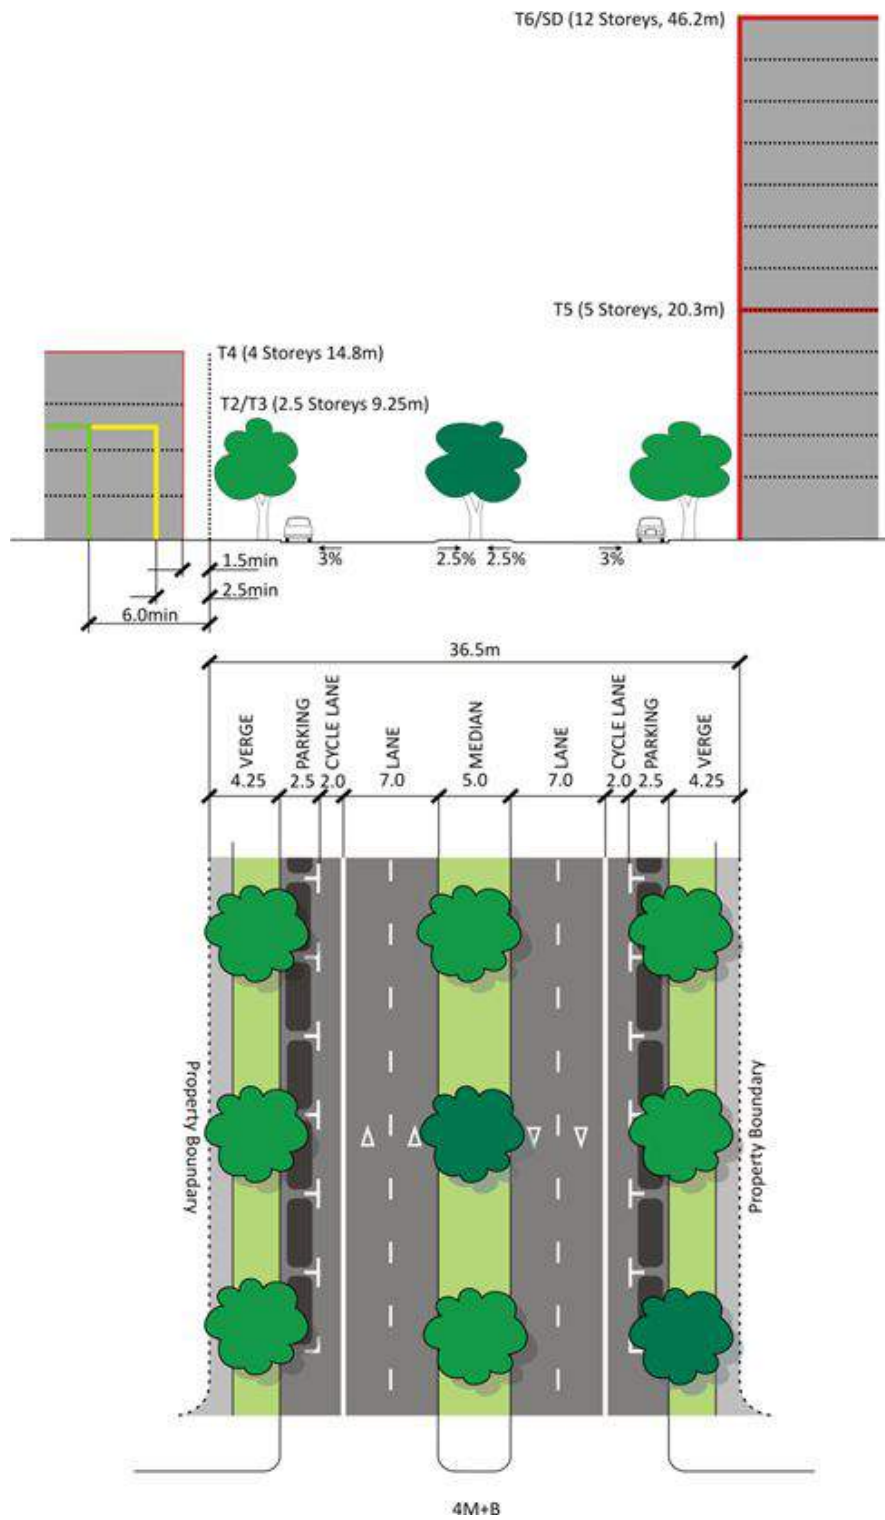 T6/SD (12 Storeys, 46.2m)
T5 (5 Storeys, 20.3m)
T4 (4 Storeys 14.8m)
T2/T3 (2.5 Storeys 9.25m)
1.5min
3%
2.5%
2.5%
3%
2.5min
6.0min
36.5m
VERGE
PARKING
CYCLE LANE
LANE
MEDIAN
LANE
CYCLE LANE
PARKING
VERGE
4.25
2.5
2.0
7.0
5.0
7.0
2.0
2.5
4.25
Property Boundary
Property Boundary
4M+B